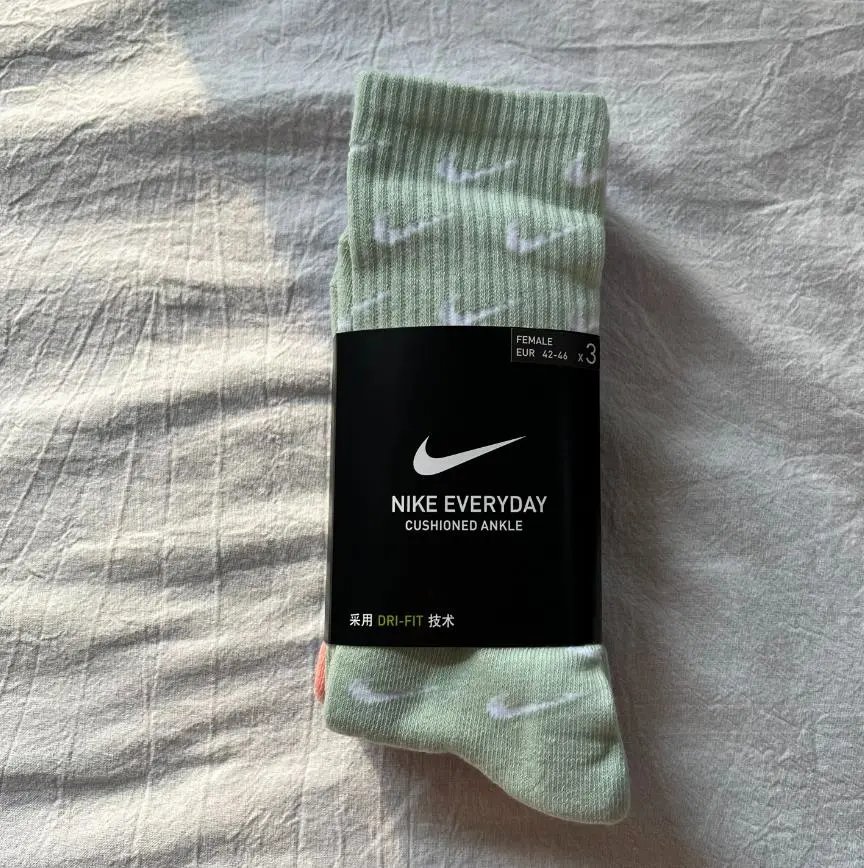 FEMALE
EUR 42-46 x3
NIKE EVERYDAY
CUSHIONED ANKLE
采用 DRI-FIT 技术